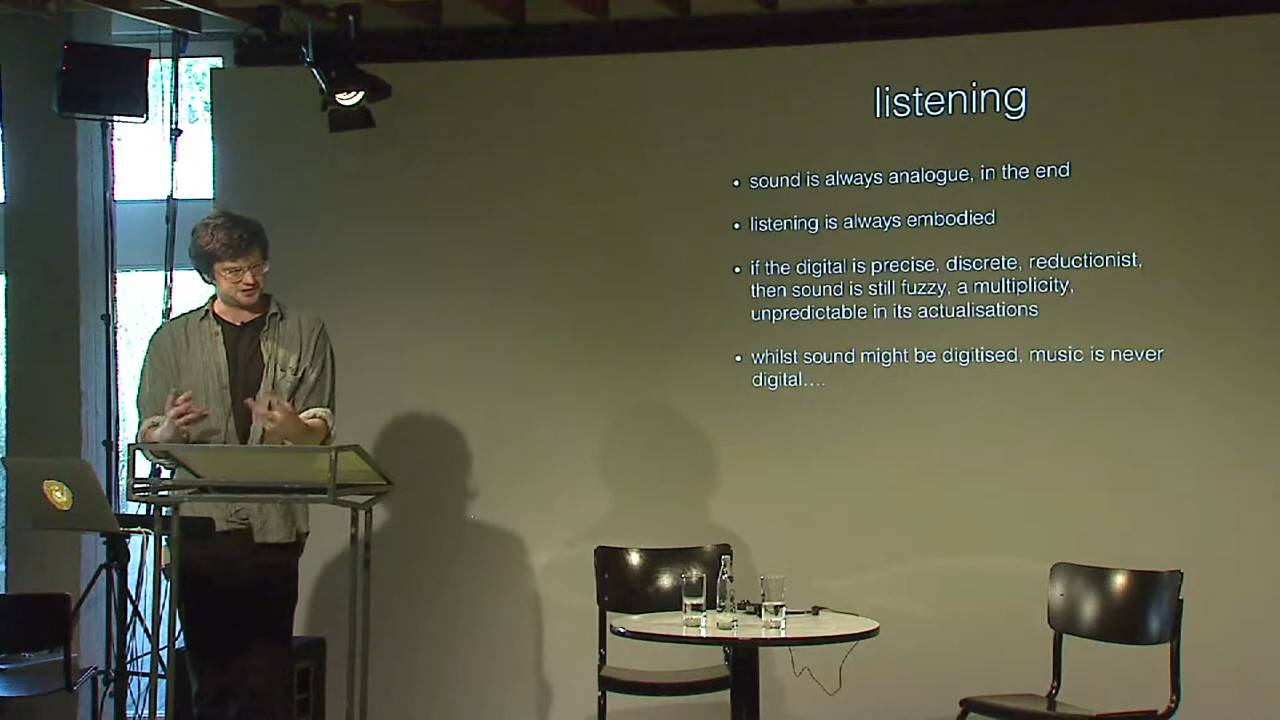 listening
• sound is always analogue, in the end
• listening is always embodied
• if the digital is precise, discrete, reductionist,
then sound is still fuzzy, a multiplicity,
unpredictable in its actualisations
• whilst sound might be digitised, music is never
digital....